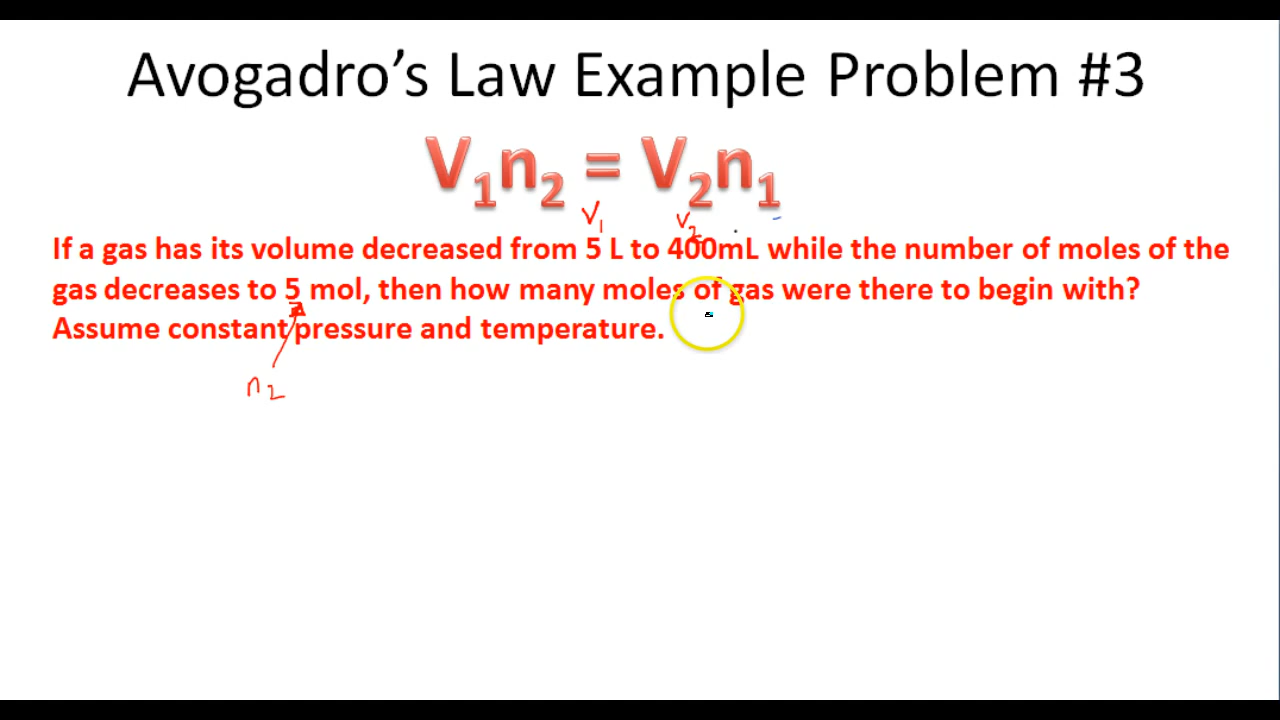 Avogadro's Law Example Problem #3
V₁n₂ = V₂n₁
V₁ V₂
If a gas has its volume decreased from 5 L to 400mL while the number of moles of the
gas decreases to 5 mol, then how many moles of gas were there to begin with?
Assume constant pressure and temperature.
n₂